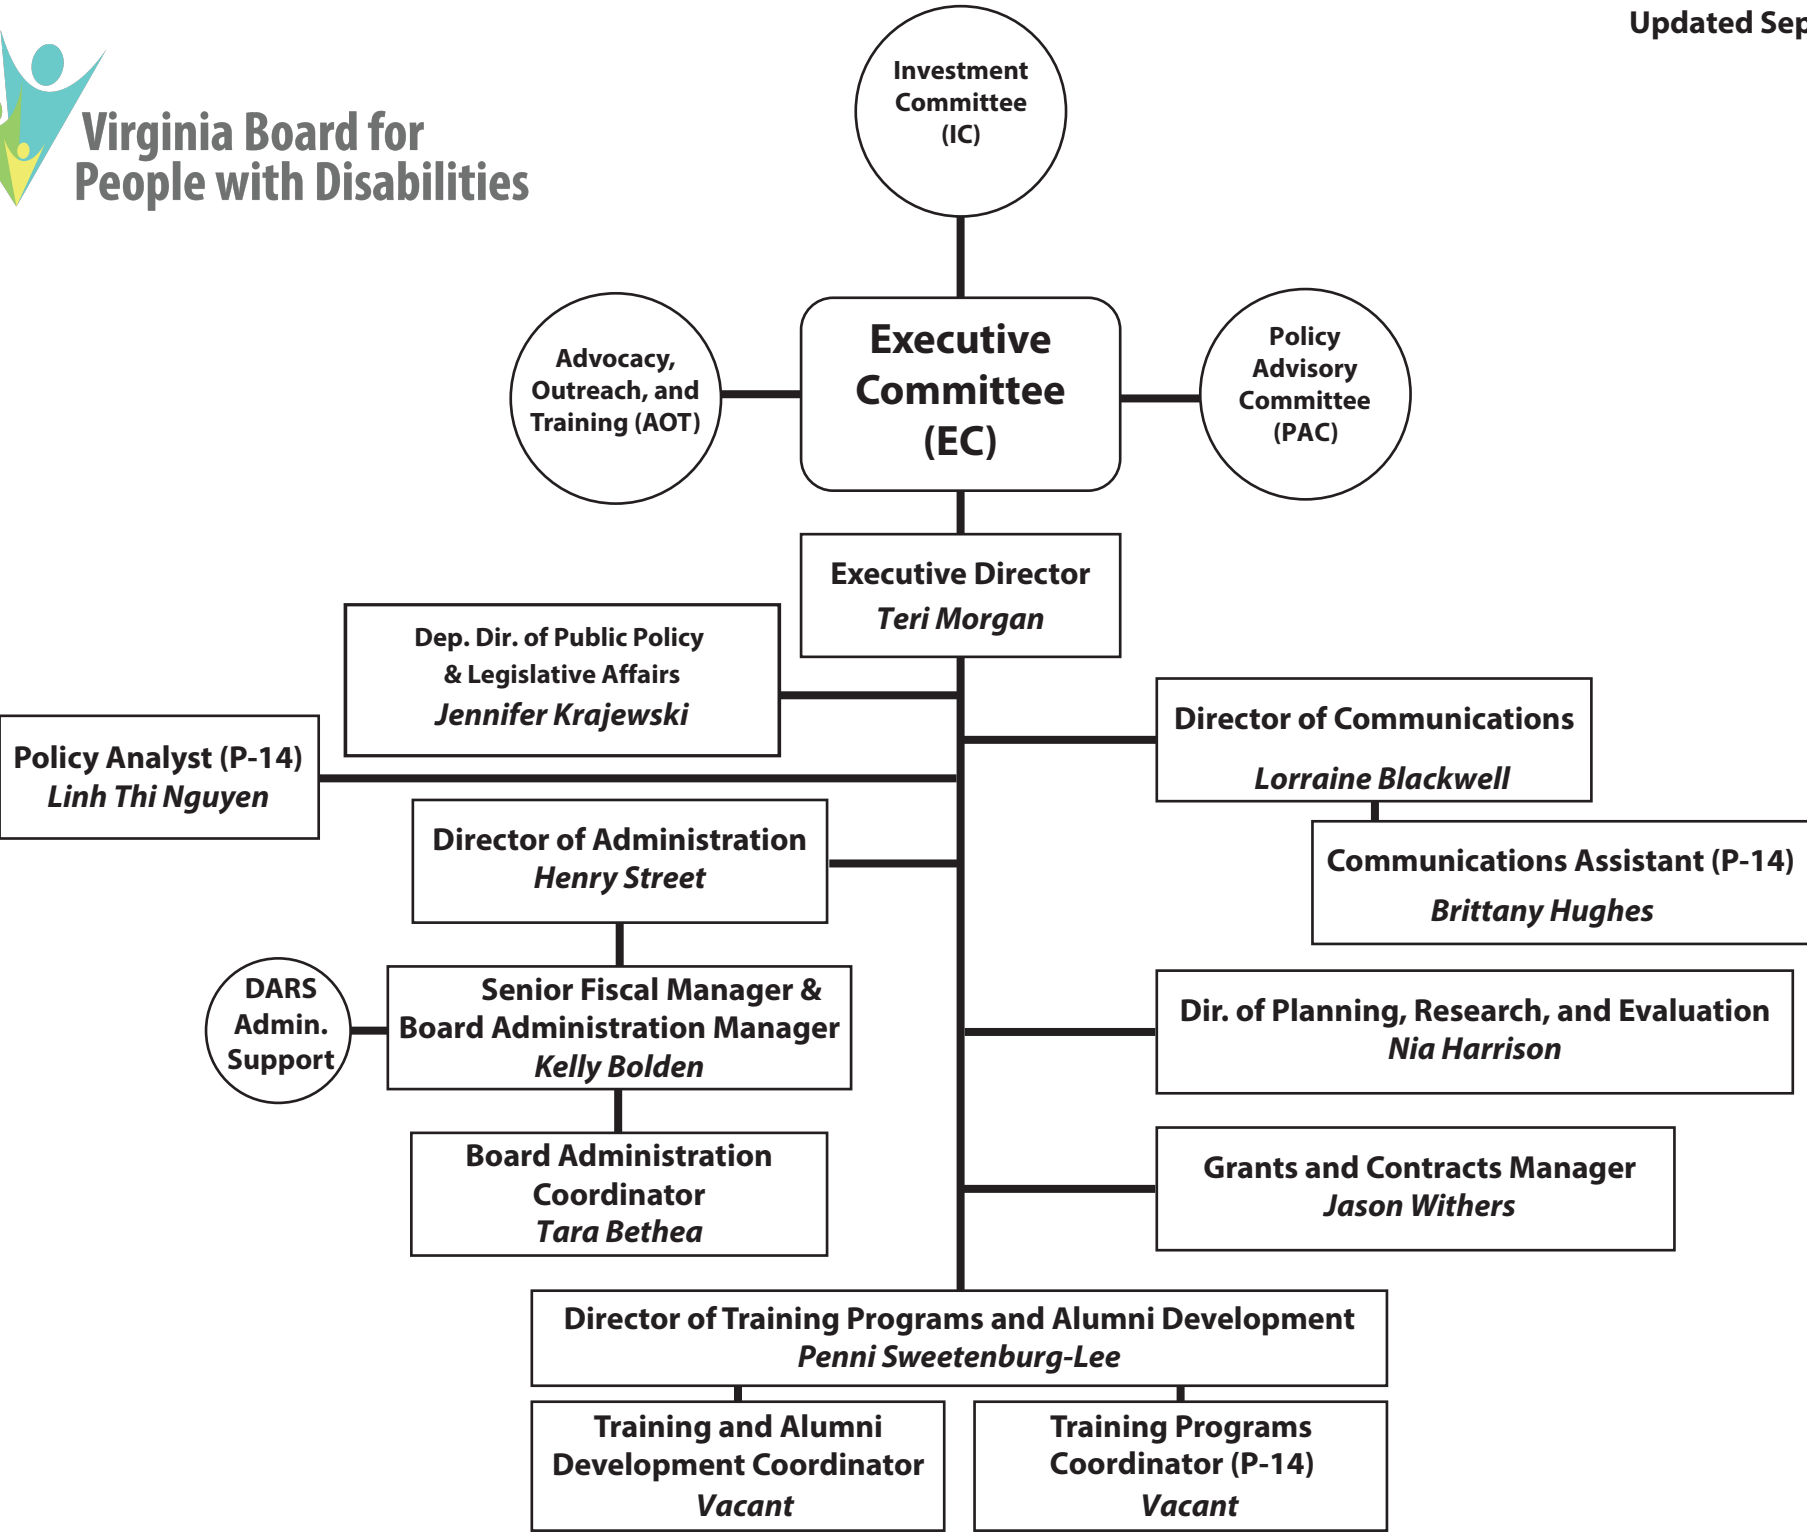 Updated Sep
Virginia Board for
People with Disabilities
Investment
Committee
(IC)
Advocacy,
Outreach, and
Training (AOT)
Executive
Committee
(EC)
Policy
Advisory
Committee
(PAC)
Executive Director
Teri Morgan
Dep. Dir. of Public Policy
& Legislative Affairs
Jennifer Krajewski
Director of Communications
Lorraine Blackwell
Policy Analyst (P-14)
Linh Thi Nguyen
Director of Administration
Henry Street
Communications Assistant (P-14)
Brittany Hughes
DARS
Admin.
Support
Senior Fiscal Manager &
Board Administration Manager
Kelly Bolden
Dir. of Planning, Research, and Evaluation
Nia Harrison
Board Administration
Coordinator
Tara Bethea
Grants and Contracts Manager
Jason Withers
Director of Training Programs and Alumni Development
Penni Sweetenburg-Lee
Training and Alumni
Development Coordinator
Vacant
Training Programs
Coordinator (P-14)
Vacant